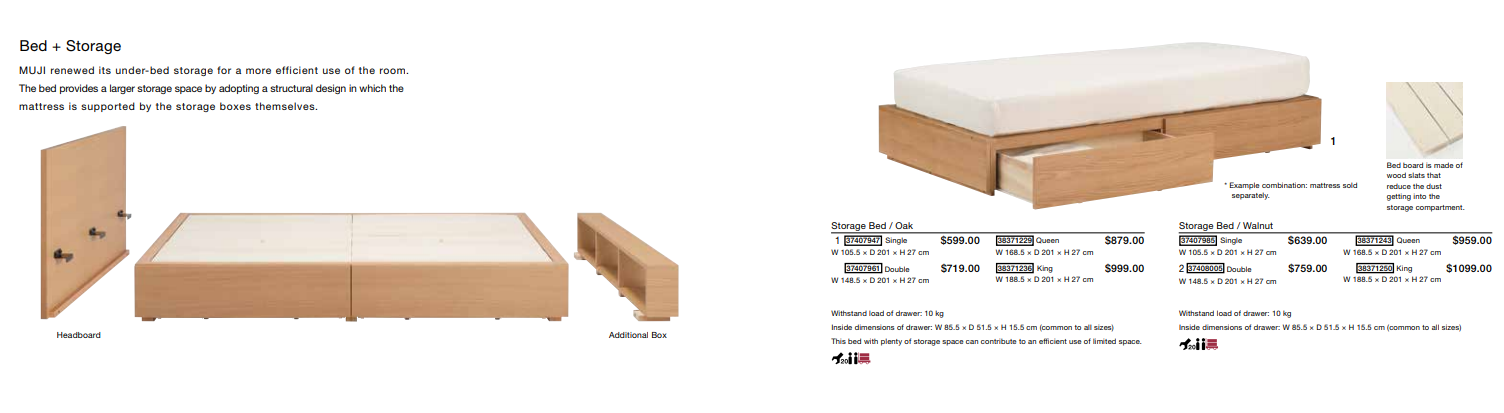 Bed + Storage
MUJI renewed its under-bed storage for a more efficient use of the room.
The bed provides a larger storage space by adopting a structural design in which the
mattress is supported by the storage boxes themselves.
Headboard
Additional Box
1
* Example combination: mattress sold
separately.
Bed board is made of
wood slats that
reduce the dust
getting into the
storage compartment.
Storage Bed / Oak
1 37407947 Single $599.00
W 105.5 × D 201 × H 27 cm
37407961 Double $719.00
W 148.5 × D 201 × H 27 cm
38371229 Queen $879.00
W 168.5 × D 201 × H 27 cm
38371236 King $999.00
W 188.5 × D 201 × H 27 cm
Withstand load of drawer: 10 kg
Inside dimensions of drawer: W 85.5 × D 51.5 × H 15.5 cm (common to all sizes)
This bed with plenty of storage space can contribute to an efficient use of limited space.
20
Storage Bed / Walnut
37407985 Single $639.00
W 105.5 × D 201 × H 27 cm
2 37408005 Double $759.00
W 148.5 × D 201 × H 27 cm
38371243 Queen $959.00
W 168.5 × D 201 × H 27 cm
38371250 King $1099.00
W 188.5 × D 201 × H 27 cm
Withstand load of drawer: 10 kg
Inside dimensions of drawer: W 85.5 × D 51.5 × H 15.5 cm (common to all sizes)
20